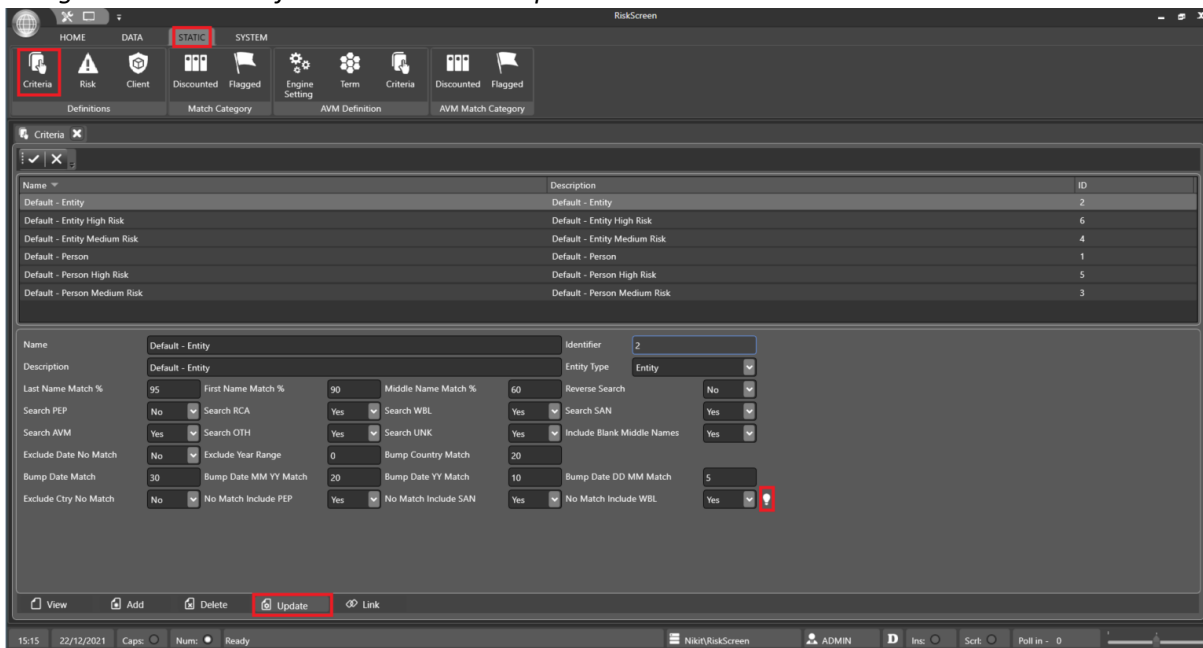 RiskScreen
HOME DATA STATIC SYSTEM
Criteria Risk Client Discounted Flagged Engine Setting Term Criteria Discounted Flagged
Definitions Match Category AVM Definition AVM Match Category
Criteria
Name Description ID
Default - Entity Default - Entity 2
Default - Entity High Risk Default - Entity High Risk 6
Default - Entity Medium Risk Default - Entity Medium Risk 4
Default - Person Default - Person 1
Default - Person High Risk Default - Person High Risk 5
Default - Person Medium Risk Default - Person Medium Risk 3
Name Default - Entity Identifier 2
Description Default - Entity Entity Type Entity
Last Name Match % 95 First Name Match % 90 Middle Name Match % 60 Reverse Search No
Search PEP No Search RCA Yes Search WBL Yes Search SAN Yes
Search AVM Yes Search OTH Yes Search UNK Yes Include Blank Middle Names Yes
Exclude Date No Match No Exclude Year Range 0 Bump Country Match 20
Bump Date Match 30 Bump Date MM YY Match 20 Bump Date YY Match 10 Bump Date DD MM Match 5
Exclude Ctry No Match No No Match Include PEP Yes No Match Include SAN Yes No Match Include WBL Yes
View Add Delete Update Link
15:15 22/12/2021 Caps: Num: Ready Nikit\RiskScreen ADMIN D Ins: Scrl: Poll in - 0